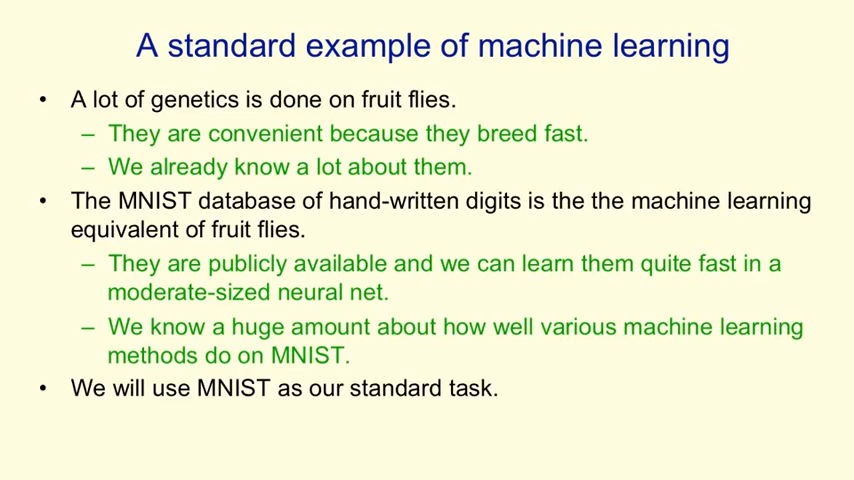 A standard example of machine learning
• A lot of genetics is done on fruit flies.
– They are convenient because they breed fast.
– We already know a lot about them.
• The MNIST database of hand-written digits is the the machine learning
equivalent of fruit flies.
– They are publicly available and we can learn them quite fast in a
moderate-sized neural net.
– We know a huge amount about how well various machine learning
methods do on MNIST.
• We will use MNIST as our standard task.